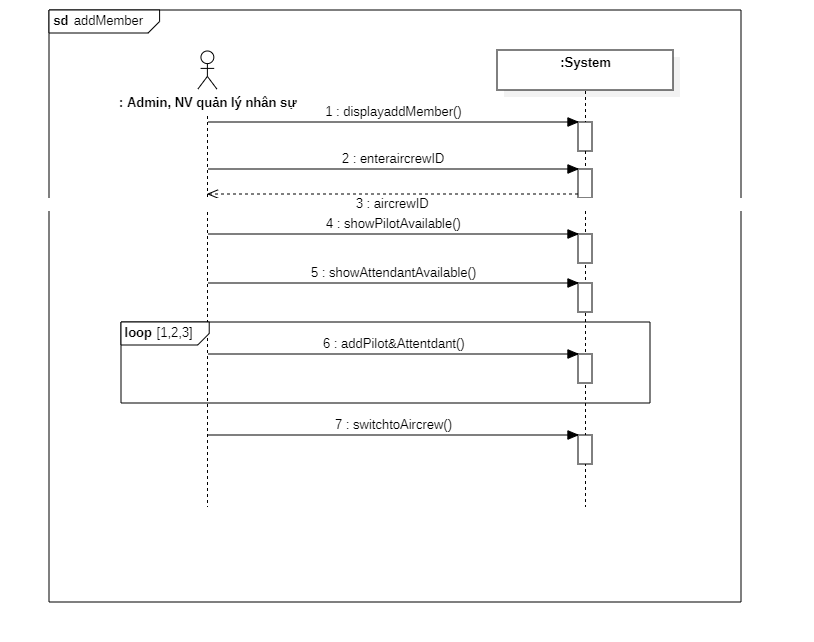 sd addMember
:System
: Admin, NV quản lý nhân sự
1 : displayaddMember()
2 : enteraircrewID
3 : aircrewID
4 : showPilotAvailable()
5 : showAttendantAvailable()
loop [1,2,3]
6 : addPilot&Attentdant()
7 : switchtoAircrew()